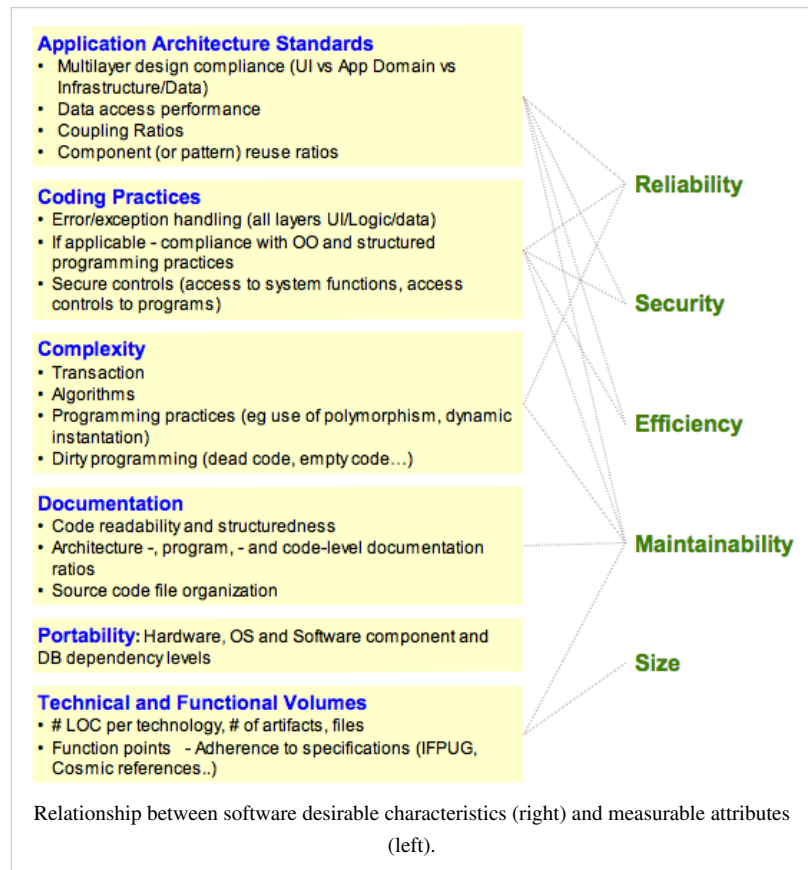 Application Architecture Standards
• Multilayer design compliance (UI vs App Domain vs
Infrastructure/Data)
• Data access performance
• Coupling Ratios
• Component (or pattern) reuse ratios
Coding Practices
• Error/exception handling (all layers UI/Logic/data)
• If applicable - compliance with OO and structured
programming practices
• Secure controls (access to system functions, access
controls to programs)
Complexity
• Transaction
• Algorithms
• Programming practices (eg use of polymorphism, dynamic
instantation)
• Dirty programming (dead code, empty code…)
Documentation
• Code readability and structuredness
• Architecture -, program, - and code-level documentation
ratios
• Source code file organization
Portability: Hardware, OS and Software component and
DB dependency levels
Technical and Functional Volumes
• # LOC per technology, # of artifacts, files
• Function points - Adherence to specifications (IFPUG,
Cosmic references..)
Reliability
Security
Efficiency
Maintainability
Size
Relationship between software desirable characteristics (right) and measurable attributes
(left).